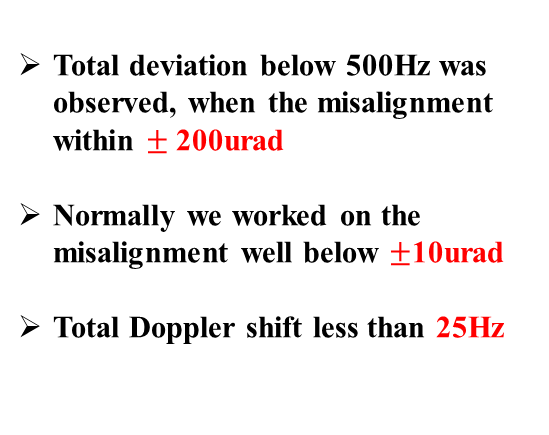 ➢ Total deviation below 500Hz was
observed, when the misalignment
within ± 200urad
➢ Normally we worked on the
misalignment well below ±10urad
➢ Total Doppler shift less than 25Hz